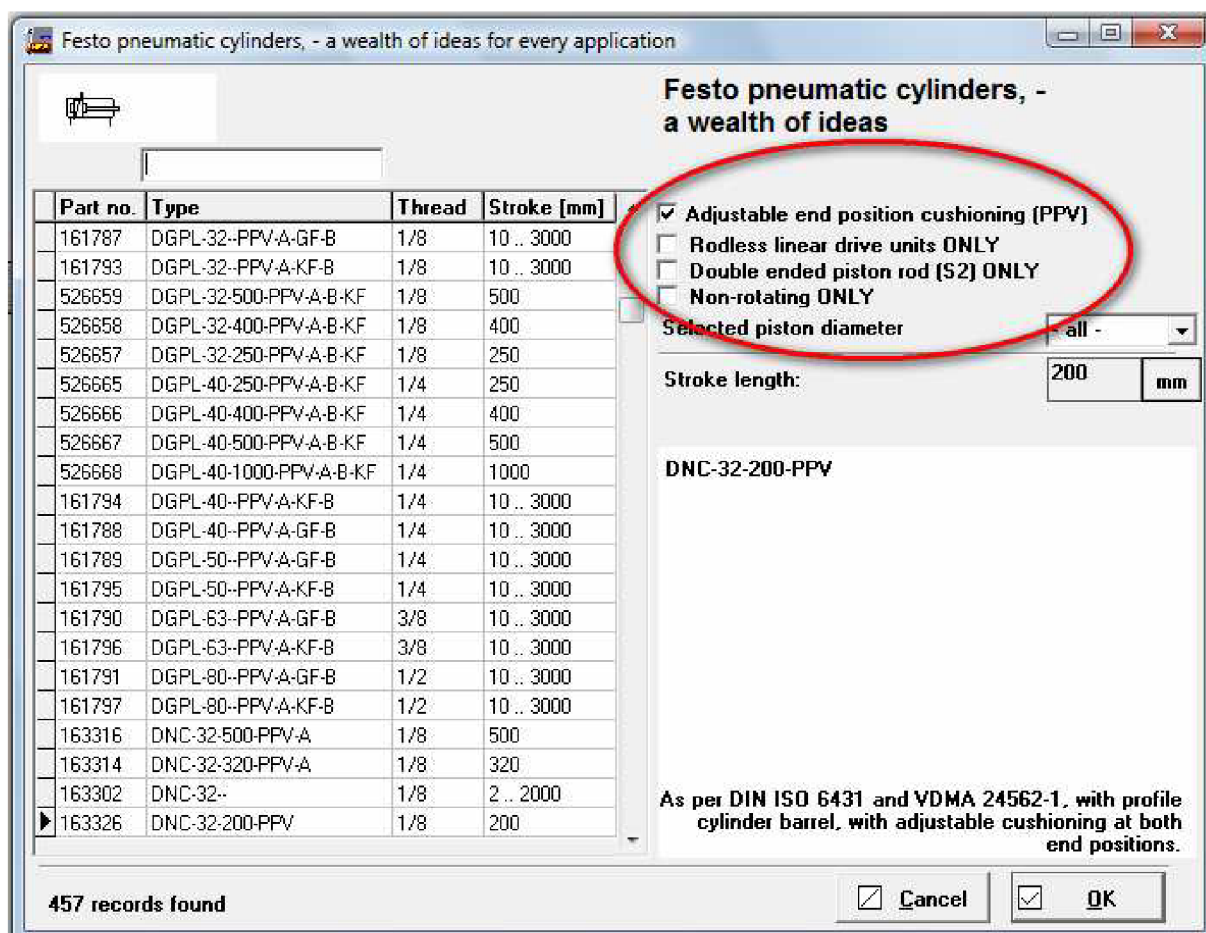 Festo pneumatic cylinders, - a wealth of ideas for every application
Festo pneumatic cylinders, -
a wealth of ideas
Part no. Type Thread Stroke [mm]
161787 DGPL-32--PPV-A-GF-B 1/8 10 .. 3000
161793 DGPL-32--PPV-A-KF-B 1/8 10 .. 3000
526659 DGPL-32-500-PPV-A-B-KF 1/8 500
526658 DGPL-32-400-PPV-A-B-KF 1/8 400
526657 DGPL-32-250-PPV-A-B-KF 1/8 250
526665 DGPL-40-250-PPV-A-B-KF 1/4 250
526666 DGPL-40-400-PPV-A-B-KF 1/4 400
526667 DGPL-40-500-PPV-A-B-KF 1/4 500
526668 DGPL-40-1000-PPV-A-B-KF 1/4 1000
161794 DGPL-40--PPV-A-KF-B 1/4 10 .. 3000
161788 DGPL-40--PPV-A-GF-B 1/4 10 .. 3000
161789 DGPL-50--PPV-A-GF-B 1/4 10 .. 3000
161795 DGPL-50--PPV-A-KF-B 1/4 10 .. 3000
161790 DGPL-63--PPV-A-GF-B 3/8 10 .. 3000
161796 DGPL-63--PPV-A-KF-B 3/8 10 .. 3000
161791 DGPL-80--PPV-A-GF-B 1/2 10 .. 3000
161797 DGPL-80--PPV-A-KF-B 1/2 10 .. 3000
163316 DNC-32-500-PPV-A 1/8 500
163314 DNC-32-320-PPV-A 1/8 320
163302 DNC-32-- 1/8 2 .. 2000
163326 DNC-32-200-PPV 1/8 200
Adjustable end position cushioning (PPV)
Rodless linear drive units ONLY
Double ended piston rod (S2) ONLY
Non-rotating ONLY
Selected piston diameter - all -
Stroke length: 200 mm
DNC-32-200-PPV
As per DIN ISO 6431 and VDMA 24562-1, with profile
cylinder barrel, with adjustable cushioning at both
end positions.
457 records found
Cancel
OK